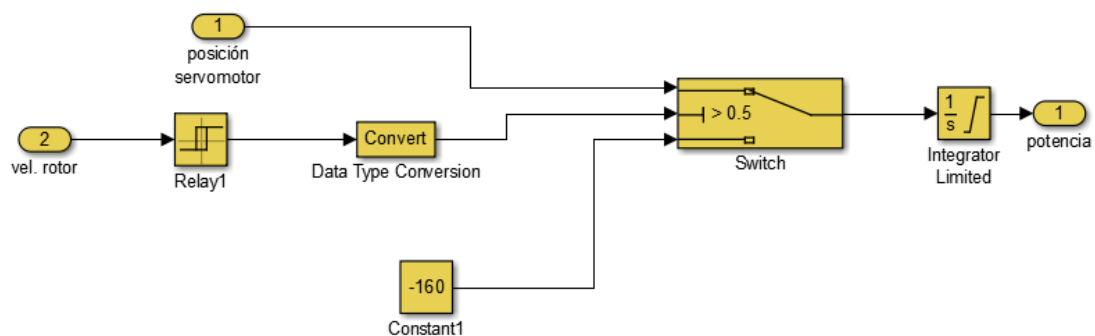 1
posición
servomotor
2
vel. rotor
Relay1
Convert
Data Type Conversion
> 0.5
Switch
1
s
Integrator
Limited
1
potencia
-160
Constant1